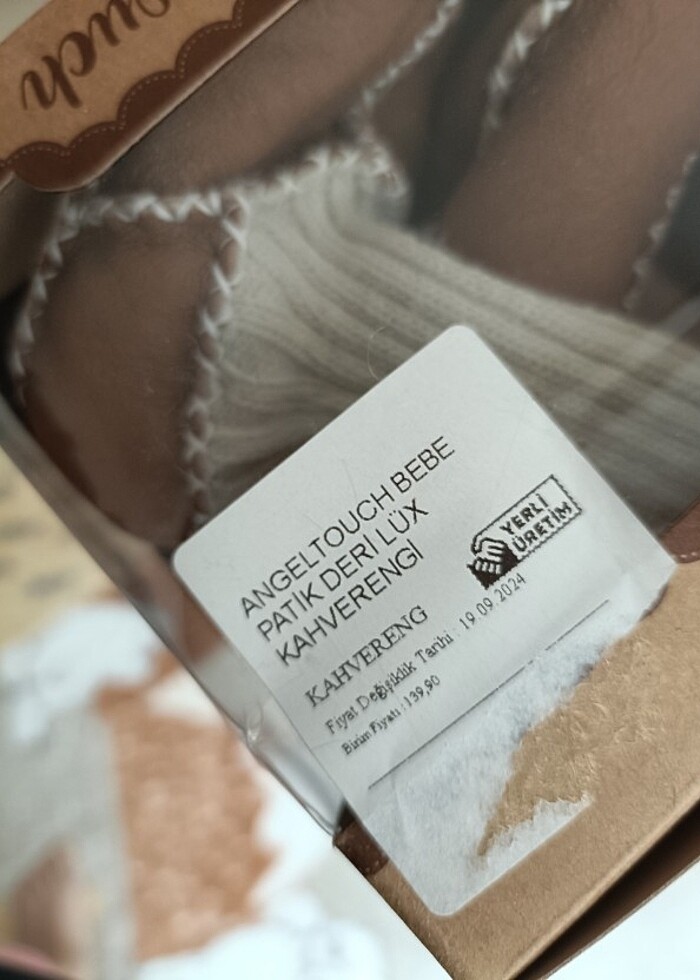 ouch
ANGELTOUCH BEBE
PATİK DERİ LÜX
KAHVERENGİ
YERLİ
ÜRETİM
KAHVERENG
Fiyat Değişiklik Tarihi : 19.09.2024
Birim Fiyatı : 139,90